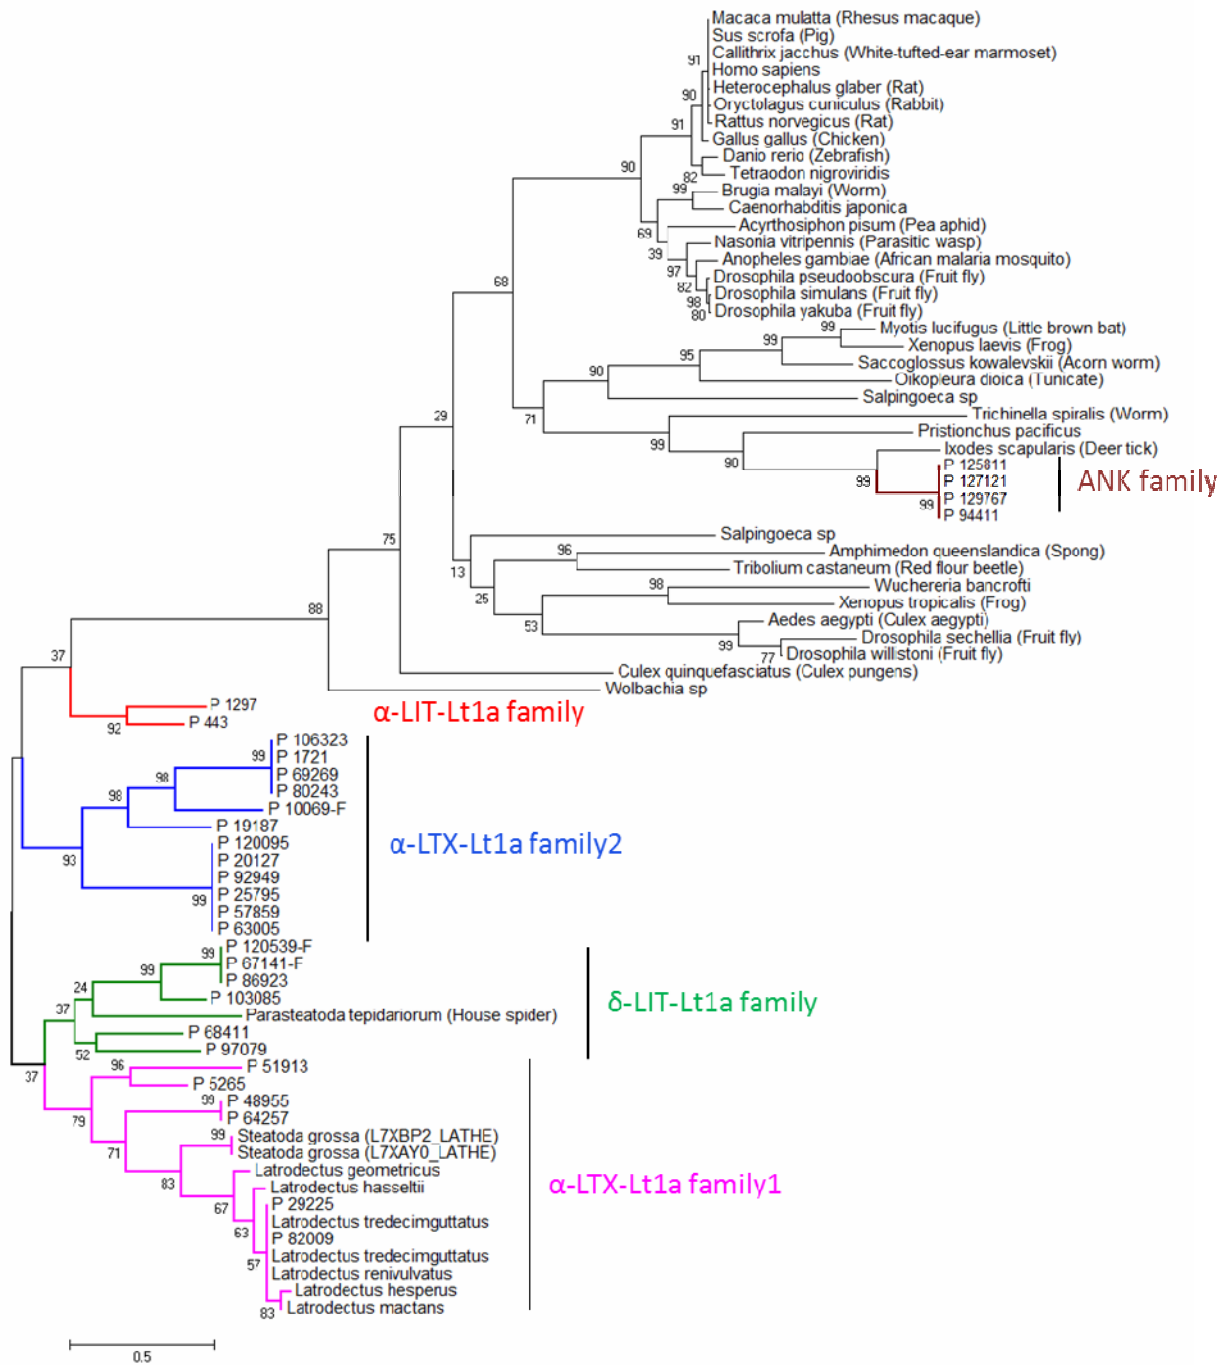 Macaca mulatta (Rhesus macaque)
Sus scrofa (Pig)
Callithrix jacchus (White-tufted-ear marmoset)
91
Homo sapiens
Heterocephalus glaber (Rat)
90
Oryctolagus cuniculus (Rabbit)
Rattus norvegicus (Rat)
91
Gallus gallus (Chicken)
Danio rerio (Zebrafish)
90
Tetraodon nigroviridis
82
99
Brugia malayi (Worm)
Caenorhabditis japonica
Acyrthosiphon pisum (Pea aphid)
69
Nasonia vitripennis (Parasitic wasp)
39
Anopheles gambiae (African malaria mosquito)
97
Drosophila pseudoobscura (Fruit fly)
82
68
Drosophila simulans (Fruit fly)
98
Drosophila yakuba (Fruit fly)
80
99
Myotis lucifugus (Little brown bat)
99
Xenopus laevis (Frog)
95
Saccoglossus kowalevskii (Acorn worm)
90
Oikopleura dioica (Tunicate)
Salpingoeca sp
29
71
Trichinella spiralis (Worm)
99
Pristionchus pacificus
90
Ixodes scapularis (Deer tick)
P 125811
99
P 127121
ANK family
P 129767
99
P 94411
75
Salpingoeca sp
96
Amphimedon queenslandica (Spong)
13
Tribolium castaneum (Red flour beetle)
98
Wuchereria bancrofti
25
Xenopus tropicalis (Frog)
88
53
Aedes aegypti (Culex aegypti)
99
Drosophila sechellia (Fruit fly)
77
Drosophila willistoni (Fruit fly)
37
Culex quinquefasciatus (Culex pungens)
Wolbachia sp
P 1297
α-LIT-Lt1a family
92
P 443
P 106323
99
P 1721
98
P 69269
P 80243
98
P 10069-F
P 19187
P 120095
α-LTX-Lt1a family2
93
P 20127
P 92949
P 25795
99
P 57859
P 63005
P 120539-F
99
P 67141-F
99
P 86923
24
P 103085
δ-LIT-Lt1a family
37
Parasteatoda tepidariorum (House spider)
P 68411
52
P 97079
37
96
P 51913
P 5265
99
P 48955
79
P 64257
99
Steatoda grossa (L7XBP2_LATHE)
71
Steatoda grossa (L7XAY0_LATHE)
83
Latrodectus geometricus
Latrodectus hasseltii
α-LTX-Lt1a family1
67
P 29225
63
Latrodectus tredecimguttatus
P 82009
57
Latrodectus tredecimguttatus
Latrodectus renivulvatus
Latrodectus hesperus
83
Latrodectus mactans
0.5